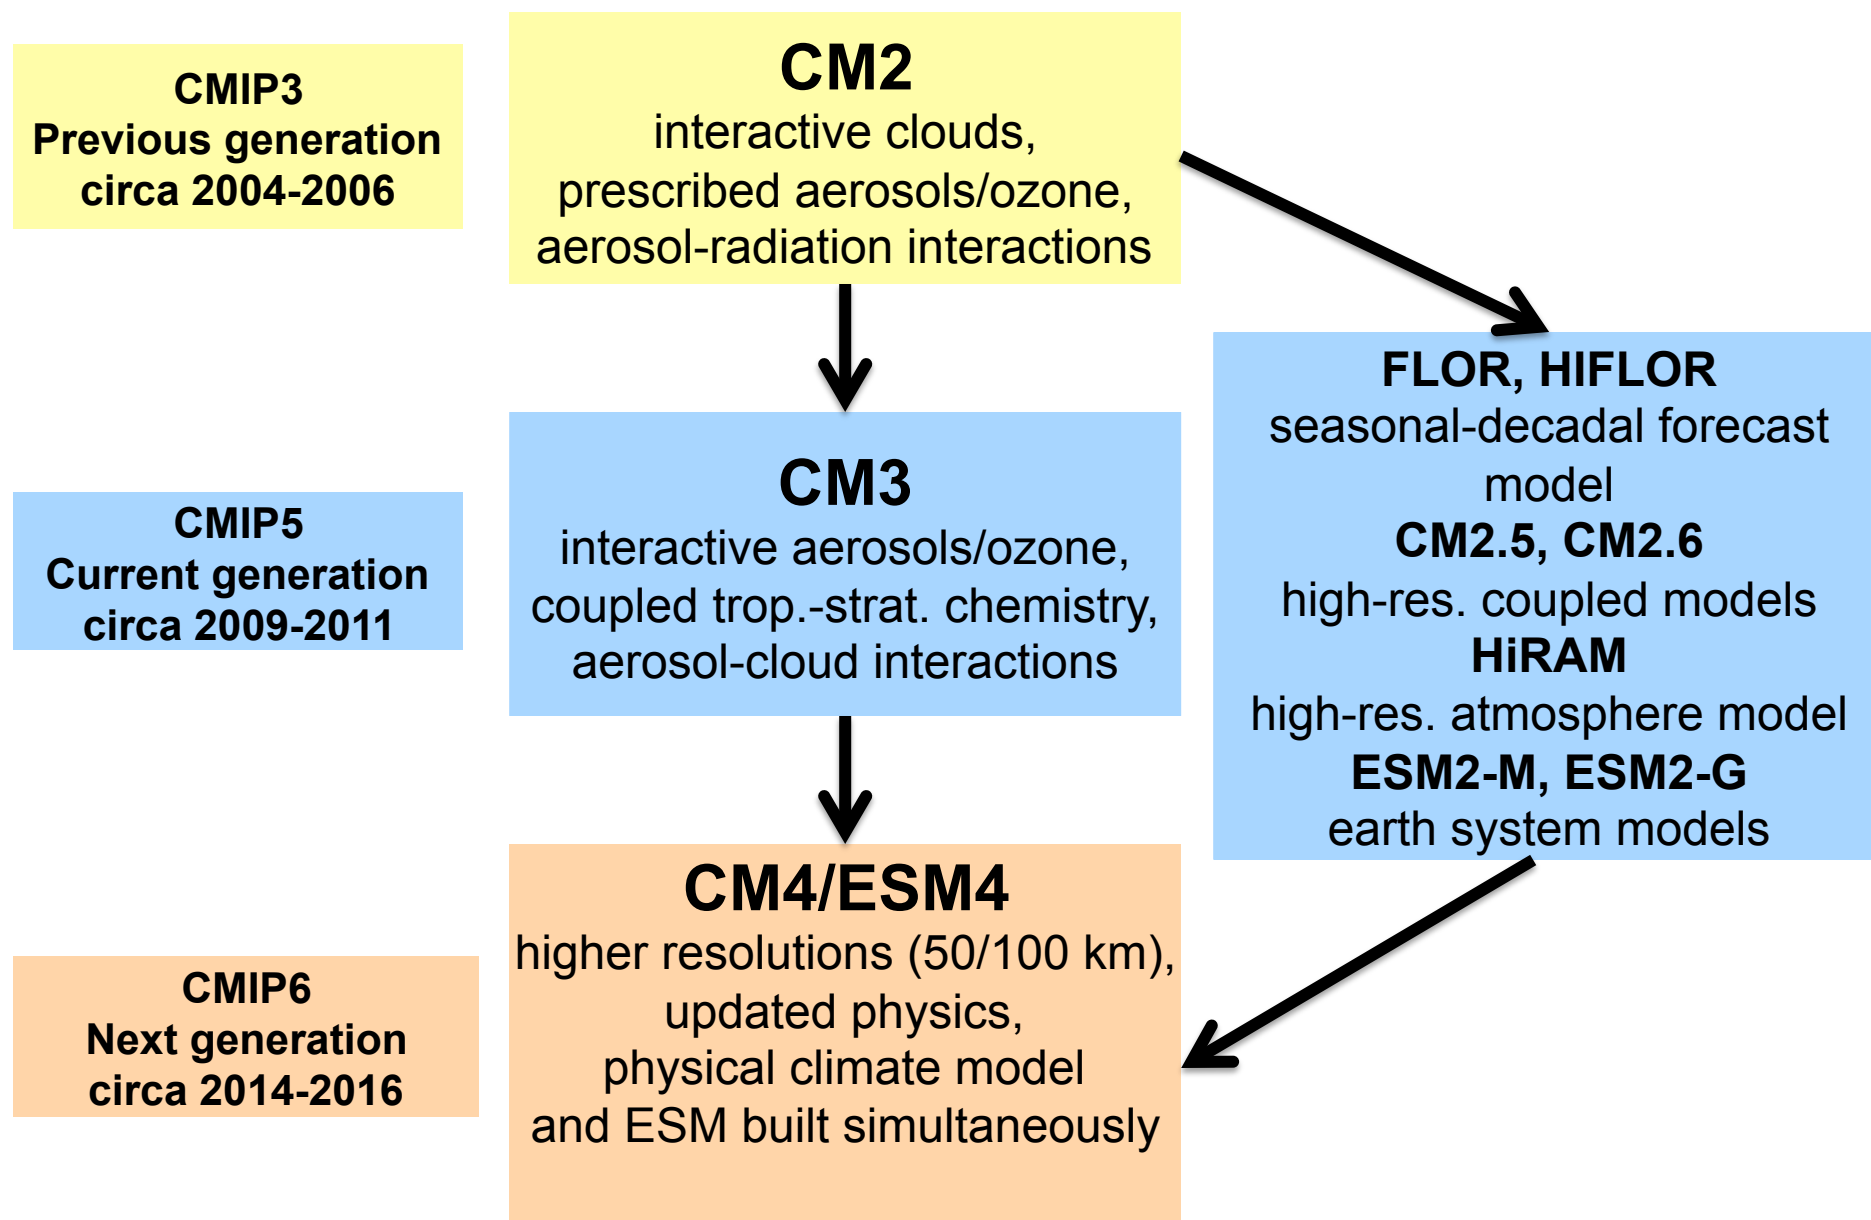 CMIP3
Previous generation
circa 2004-2006
CM2
interactive clouds,
prescribed aerosols/ozone,
aerosol-radiation interactions
FLOR, HIFLOR
seasonal-decadal forecast
model
CM2.5, CM2.6
high-res. coupled models
HiRAM
high-res. atmosphere model
ESM2-M, ESM2-G
earth system models
CMIP5
Current generation
circa 2009-2011
CM3
interactive aerosols/ozone,
coupled trop.-strat. chemistry,
aerosol-cloud interactions
CMIP6
Next generation
circa 2014-2016
CM4/ESM4
higher resolutions (50/100 km),
updated physics,
physical climate model
and ESM built simultaneously